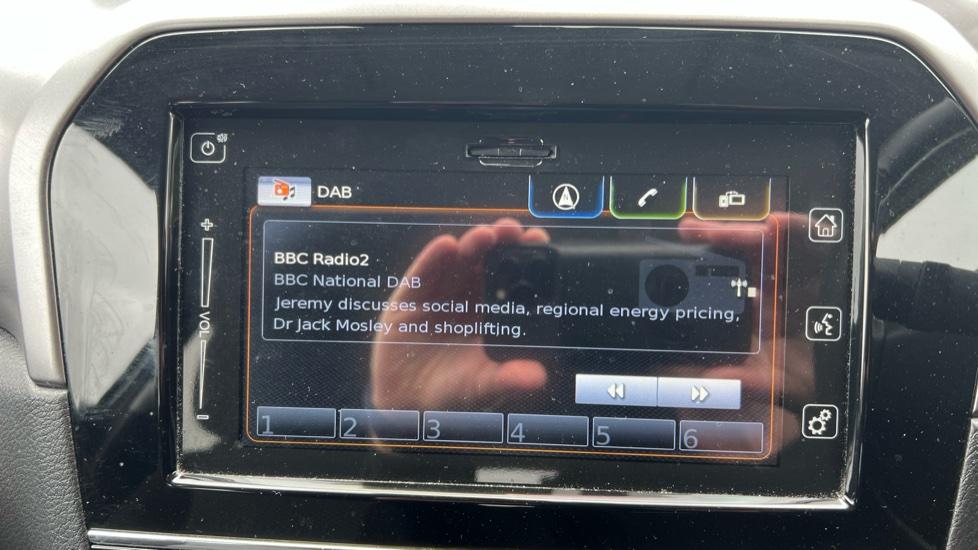 DAB
BBC Radio2
BBC National DAB
Jeremy discusses social media, regional energy pricing,
Dr Jack Mosley and shoplifting.
+
VOL
−
1 2 3 4 5 6